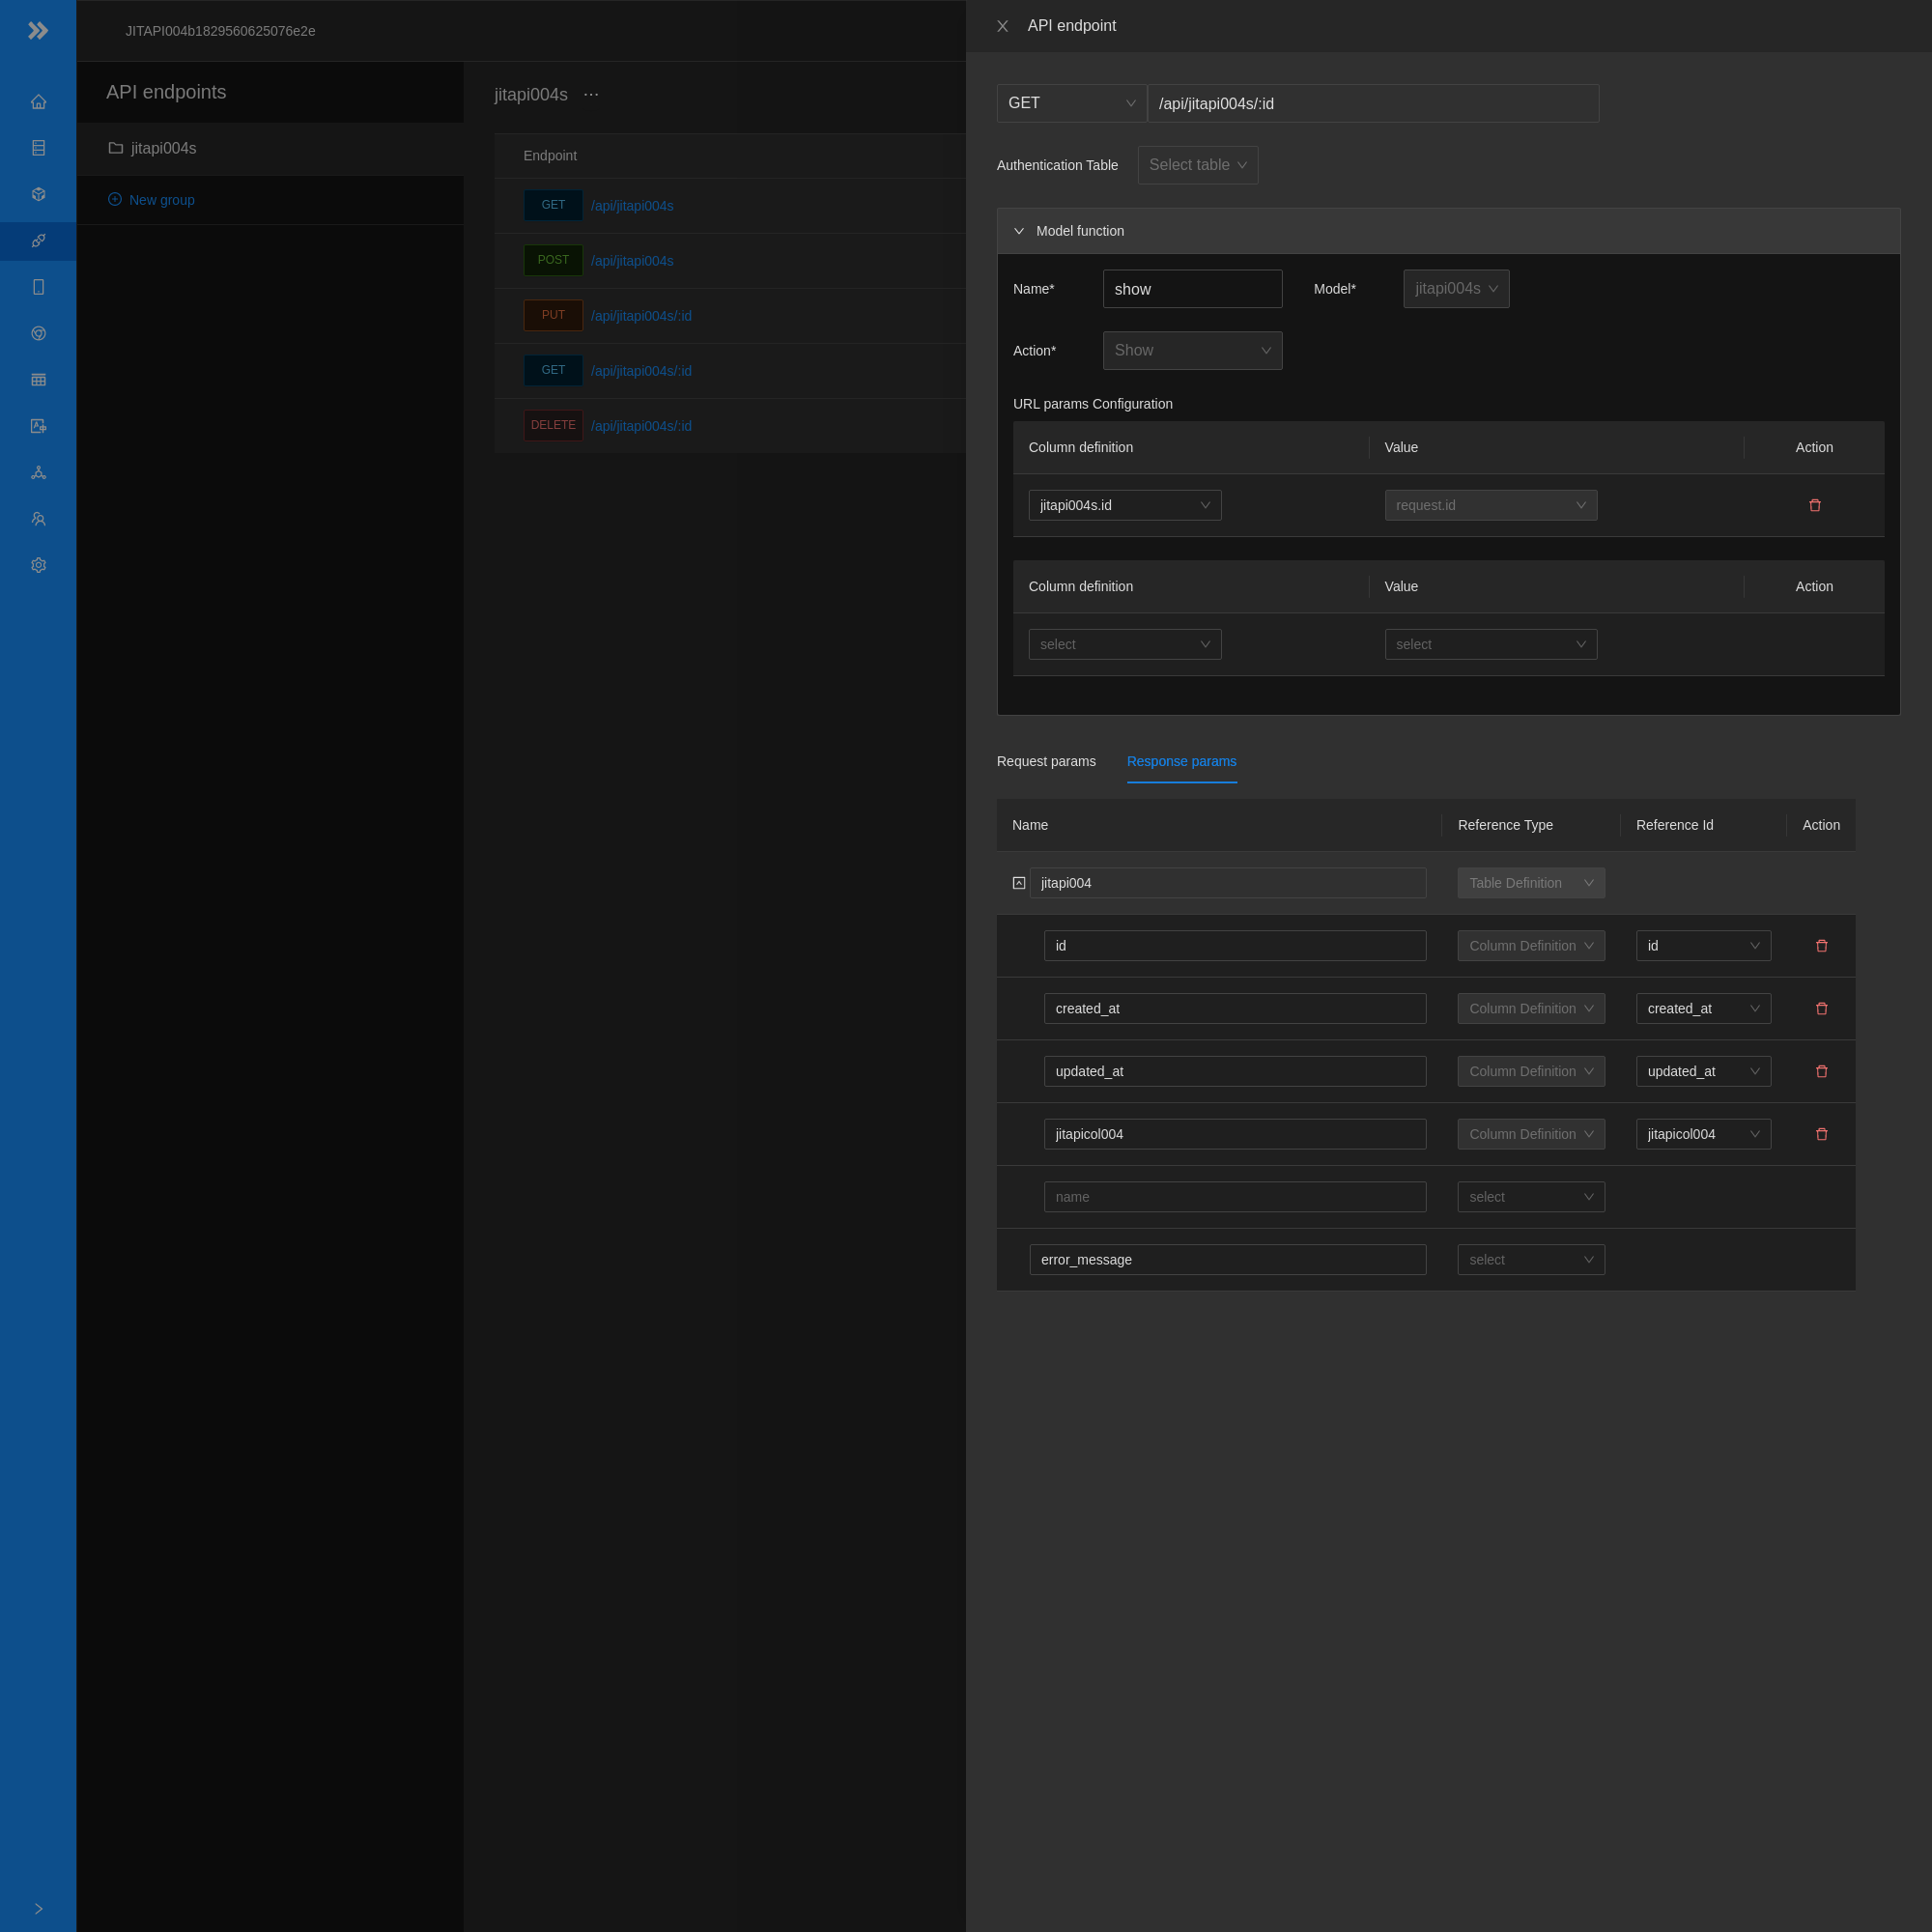 JITAPI004b1829560625076e2e
API endpoints
jitapi004s
New group
jitapi004s ···
Endpoint
GET /api/jitapi004s
POST /api/jitapi004s
PUT /api/jitapi004s/:id
GET /api/jitapi004s/:id
DELETE /api/jitapi004s/:id
API endpoint
GET /api/jitapi004s/:id
Authentication Table Select table
Model function
Name* show Model* jitapi004s
Action* Show
URL params Configuration
Column definition Value Action
jitapi004s.id request.id
Column definition Value Action
select select
Request params Response params
Name Reference Type Reference Id Action
jitapi004 Table Definition
id Column Definition id
created_at Column Definition created_at
updated_at Column Definition updated_at
jitapicol004 Column Definition jitapicol004
name select
error_message select